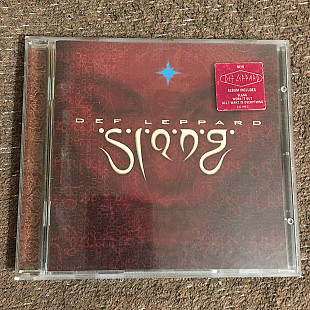 NEW
DEF LEPPARD
ALBUM INCLUDES
SLANG
WORK IT OUT
ALL I WANT IS EVERYTHING
DEF LEPPARD
Slang